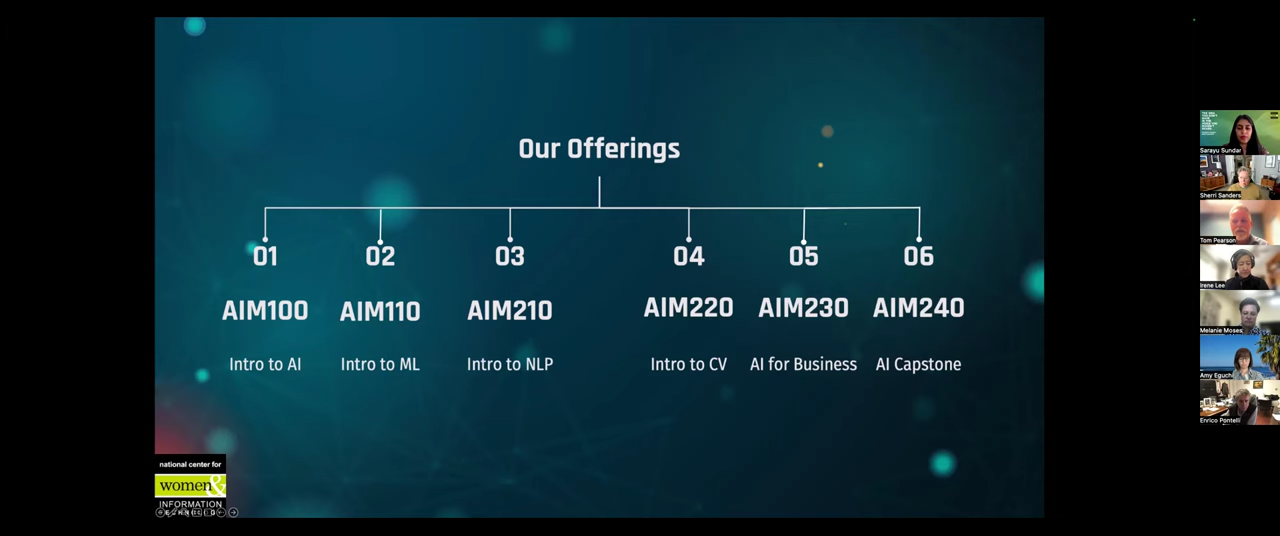 Our Offerings
01
02
03
04
05
06
AIM100
AIM110
AIM210
AIM220
AIM230
AIM240
Intro to AI
Intro to ML
Intro to NLP
Intro to CV
AI for Business
AI Capstone
national center for
women&
INFORMATION
Sarayu Sundar
Sherri Sanders
Tom Pearson
Irene Lee
Melanie Moses
Amy Eguchi
Enrico Pontelli